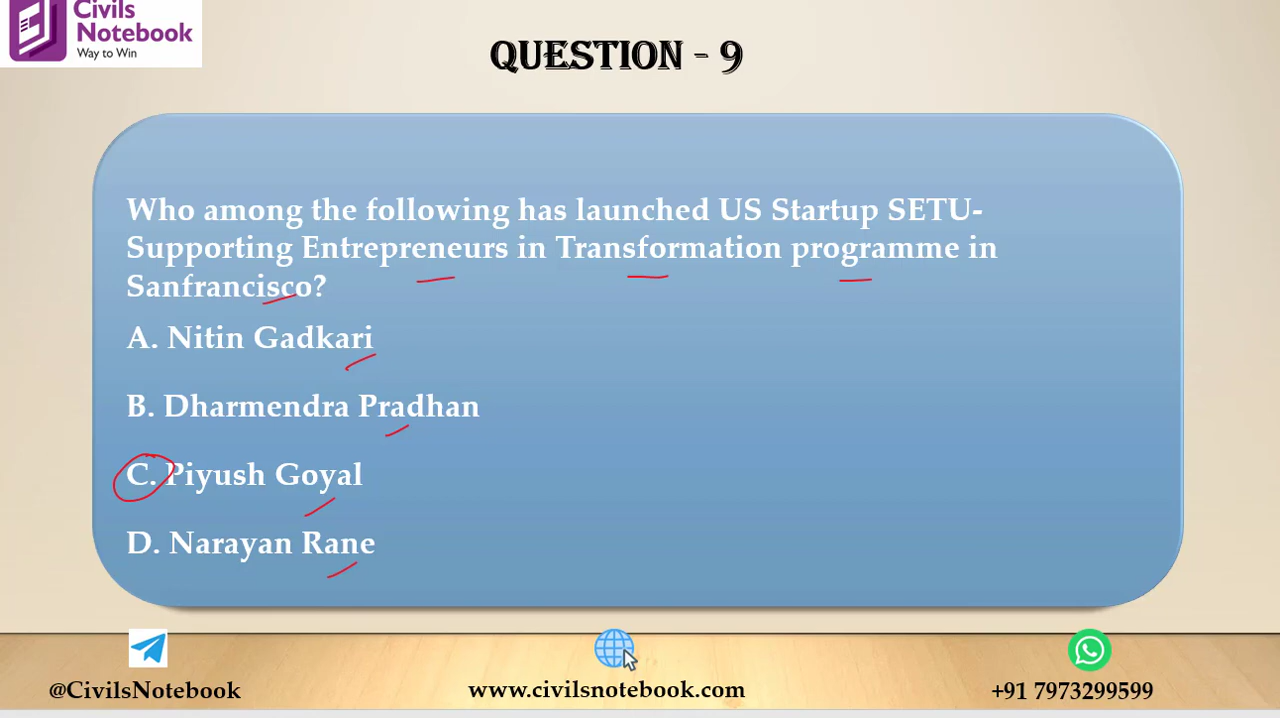 Civils
Notebook
Way to Win
QUESTION - 9
Who among the following has launched US Startup SETU-
Supporting Entrepreneurs in Transformation programme in
Sanfrancisco?
A. Nitin Gadkari
B. Dharmendra Pradhan
C. Piyush Goyal
D. Narayan Rane
@CivilsNotebook
www.civilsnotebook.com
+91 7973299599